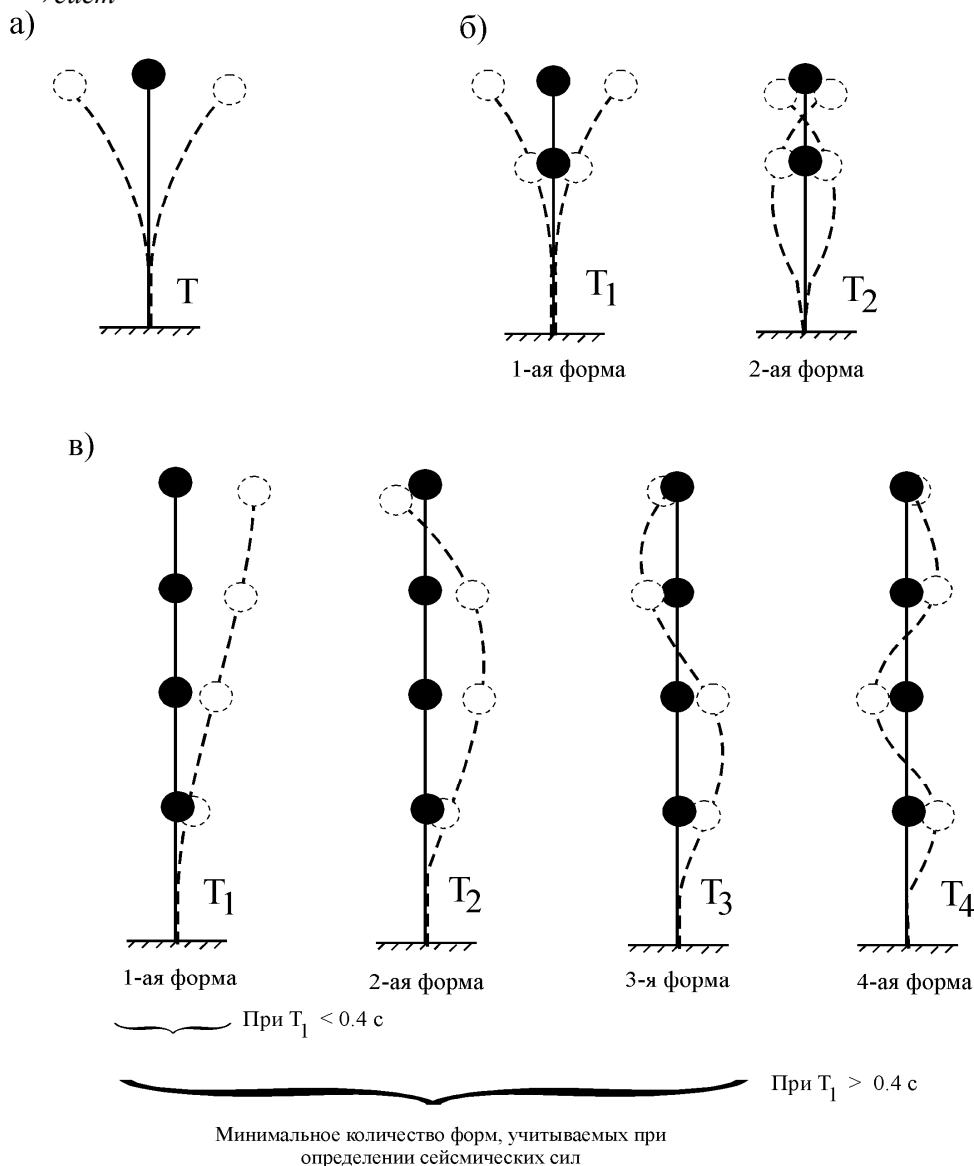 а)
б)
T
T1
T2
1-ая форма
2-ая форма
в)
T1
T2
T3
T4
1-ая форма
2-ая форма
3-я форма
4-ая форма
При T1 < 0.4 с
При T1 > 0.4 с
Минимальное количество форм, учитываемых при
определении сейсмических сил